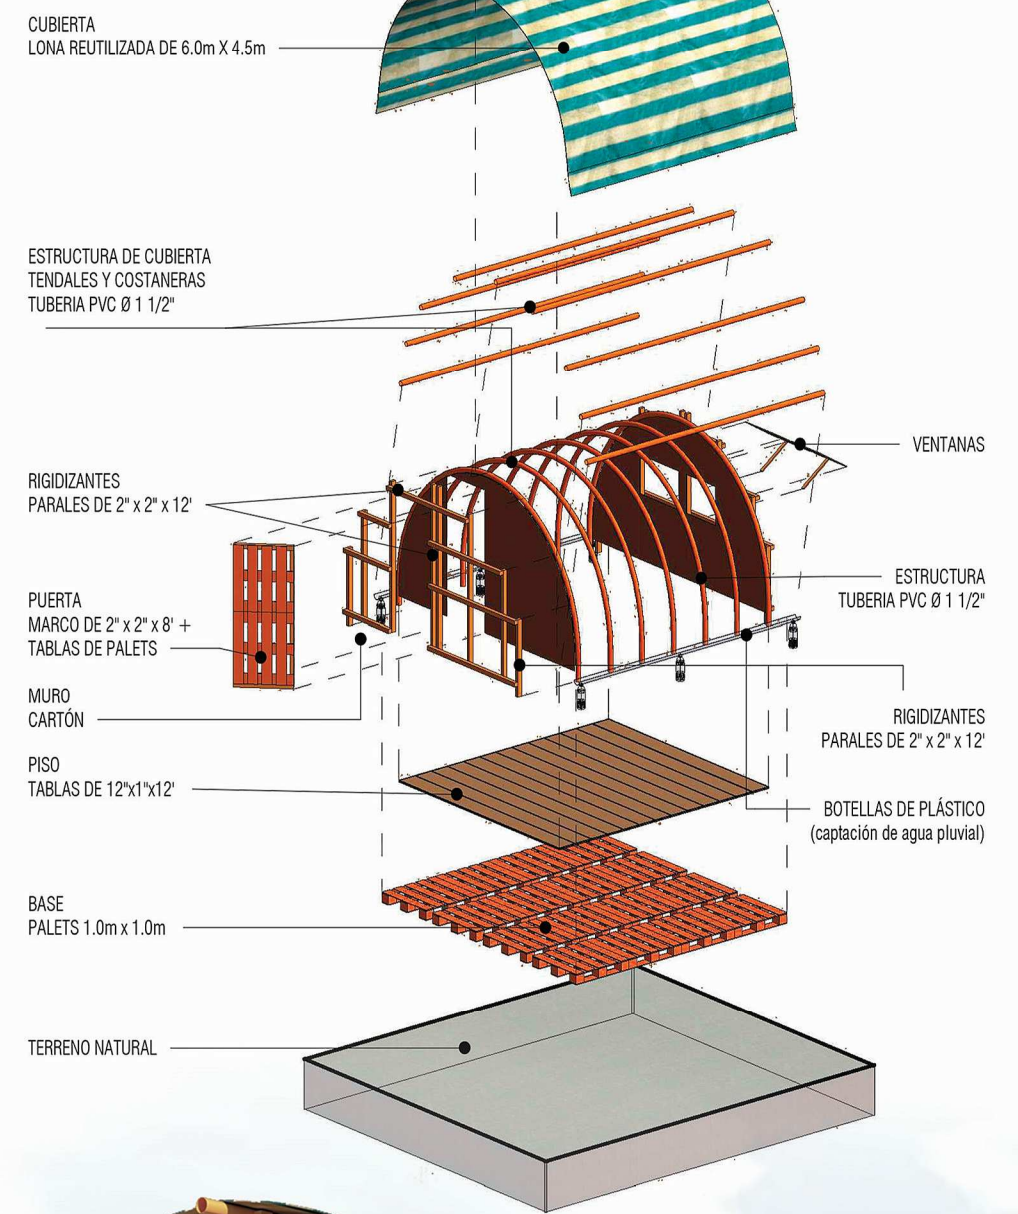 CUBIERTA
LONA REUTILIZADA DE 6.0m X 4.5m
ESTRUCTURA DE CUBIERTA
TENDALES Y COSTANERAS
TUBERIA PVC Ø 1 1/2"
VENTANAS
RIGIDIZANTES
PARALES DE 2" x 2" x 12'
ESTRUCTURA
TUBERIA PVC Ø 1 1/2"
PUERTA
MARCO DE 2" x 2" x 8' +
TABLAS DE PALETS
MURO
CARTÓN
RIGIDIZANTES
PARALES DE 2" x 2" x 12'
PISO
TABLAS DE 12"x1"x12'
BOTELLAS DE PLÁSTICO
(captación de agua pluvial)
BASE
PALETS 1.0m x 1.0m
TERRENO NATURAL